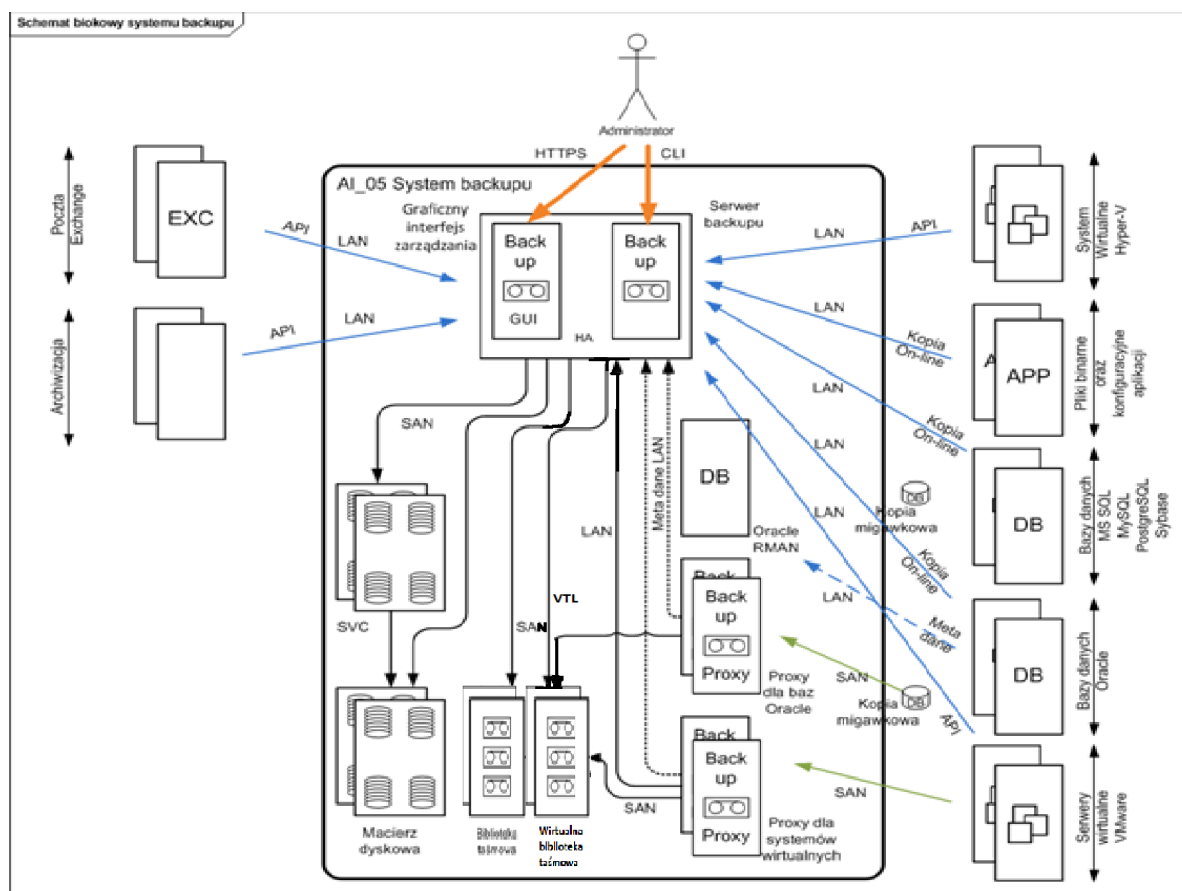 Schemat blokowy systemu backupu
Administrator
HTTPS
CLI
AI_05 System backupu
Graficzny
interfejs
zarządzania
Serwer
backupu
Back
up
GUI
Back
up
HA
Poczta
Exchange
EXC
API
LAN
Archiwizacja
API
LAN
LAN
API
System
Wirtualne
Hyper-V
LAN
Kopia
On-line
A
APP
Pliki binarne
oraz
konfiguracyjne
aplikacji
LAN
Kopia
On-line
DB
Bazy danych
MS SQL
MySQL
PostgreSQL
Sybase
LAN
Kopia
On-line
DB
Kopia
migawkowa
LAN
LAN
Meta
dane
DB
Bazy danych
Oracle
API
SAN
DB
Kopia
migawkowa
SAN
Serwery
wirtualne
VMware
DB
Oracle
RMAN
Meta dane LAN
LAN
SAN
SVC
VTL
SAN
Back
Back
up
Proxy
Proxy
dla baz
Oracle
Back
Back
up
Proxy
Proxy dla
systemów
wirtualnych
SAN
Macierz
dyskowa
Biblioteka
taśmowa
Wirtualna
biblioteka
taśmowa